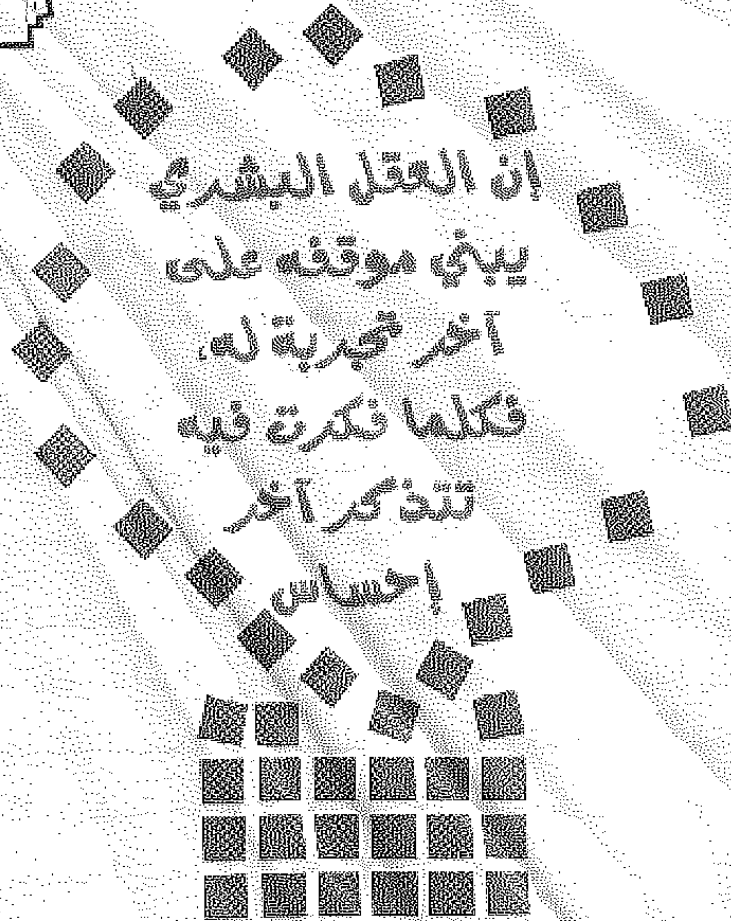 إن العقل البشري
يبني موقفه على
آخر تجربة له،
فكلما فكرت فيه
تتذكر آخر
إحساس